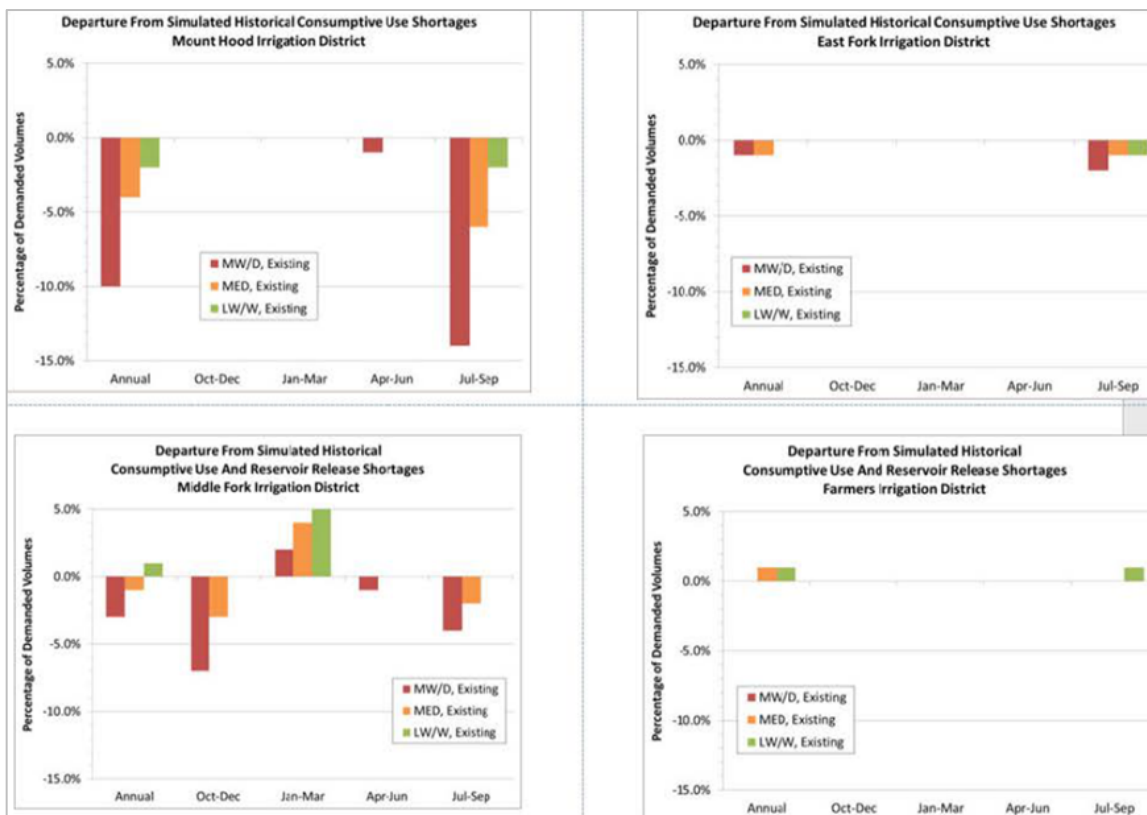 Departure From Simulated Historical Consumptive Use Shortages
Mount Hood Irrigation District
Percentage of Demanded Volumes
5.0%
0.0%
-5.0%
-10.0%
-15.0%
MW/D, Existing
MED, Existing
LW/W, Existing
Annual Oct-Dec Jan-Mar Apr-Jun Jul-Sep
Departure From Simulated Historical Consumptive Use Shortages
East Fork Irrigation District
Percentage of Demanded Volumes
5.0%
0.0%
-5.0%
-10.0%
-15.0%
MW/D, Existing
MED, Existing
LW/W, Existing
Annual Oct-Dec Jan-Mar Apr-Jun Jul-Sep
Departure From Simulated Historical
Consumptive Use And Reservoir Release Shortages
Middle Fork Irrigation District
Percentage of Demanded Volumes
5.0%
0.0%
-5.0%
-10.0%
-15.0%
MW/D, Existing
MED, Existing
LW/W, Existing
Annual Oct-Dec Jan-Mar Apr-Jun Jul-Sep
Departure From Simulated Historical
Consumptive Use And Reservoir Release Shortages
Farmers Irrigation District
Percentage of Demanded Volumes
5.0%
0.0%
-5.0%
-10.0%
-15.0%
MW/D, Existing
MED, Existing
LW/W, Existing
Annual Oct-Dec Jan-Mar Apr-Jun Jul-Sep